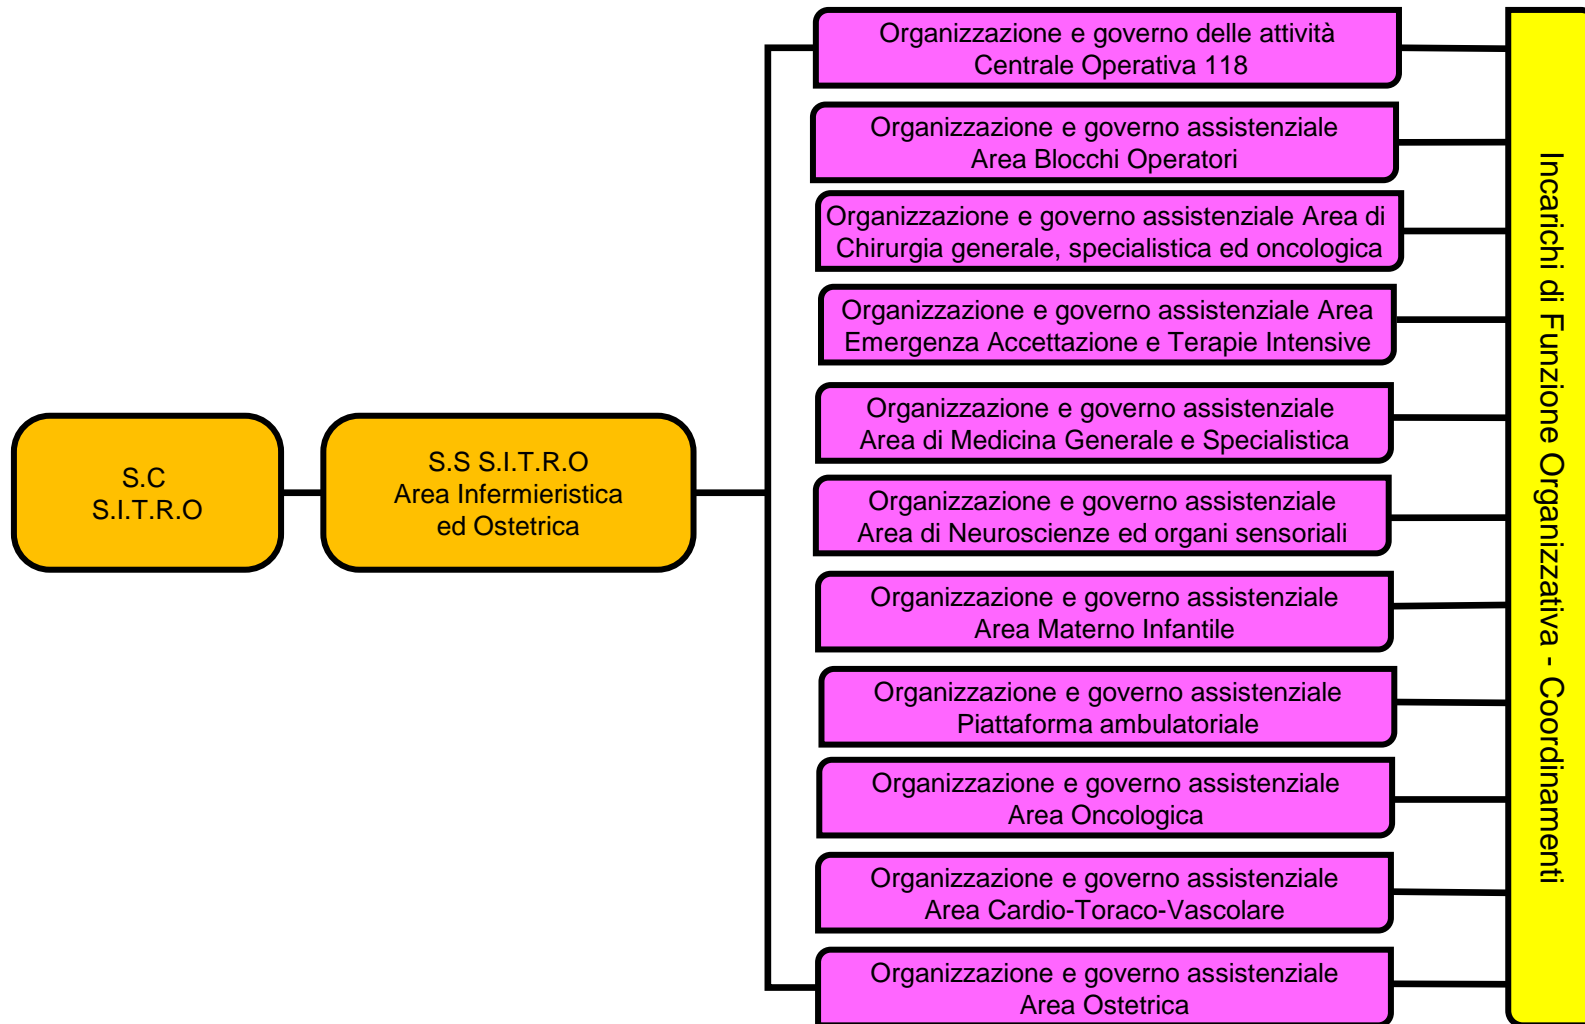 S.C
S.I.T.R.O
S.S S.I.T.R.O
Area Infermieristica
ed Ostetrica
Organizzazione e governo delle attività
Centrale Operativa 118
Organizzazione e governo assistenziale
Area Blocchi Operatori
Organizzazione e governo assistenziale Area di
Chirurgia generale, specialistica ed oncologica
Organizzazione e governo assistenziale Area
Emergenza Accettazione e Terapie Intensive
Organizzazione e governo assistenziale
Area di Medicina Generale e Specialistica
Organizzazione e governo assistenziale
Area di Neuroscienze ed organi sensoriali
Organizzazione e governo assistenziale
Area Materno Infantile
Organizzazione e governo assistenziale
Piattaforma ambulatoriale
Organizzazione e governo assistenziale
Area Oncologica
Organizzazione e governo assistenziale
Area Cardio-Toraco-Vascolare
Organizzazione e governo assistenziale
Area Ostetrica
Incarichi di Funzione Organizzativa - Coordinamenti